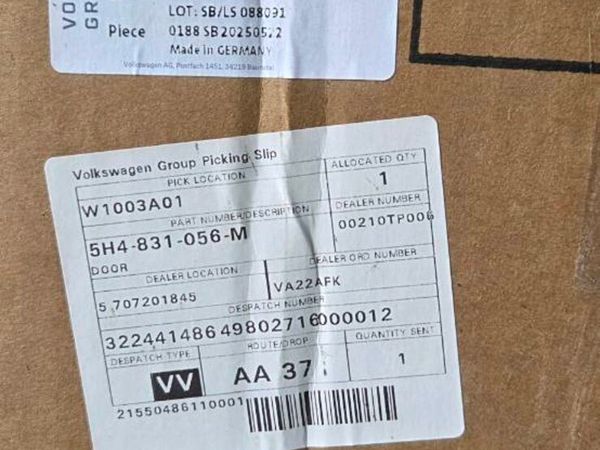 VO
GR
LOT: SB/LS 088091
Piece 0188 SB20250522
Made in GERMANY
Volkswagen AG, Postfach 1451, 34219 Baunatal
Volkswagen Group Picking Slip
PICK LOCATION
ALLOCATED QTY
W1003A01
1
PART NUMBER/DESCRIPTION
DEALER NUMBER
5H4-831-056-M
00210TP006
DOOR
DEALER LOCATION
DEALER ORD NUMBER
5 707201845
VA22AFK
DESPATCH NUMBER
32244148649802716000012
DESPATCH TYPE
ROUTE/DROP
QUANTITY SENT
VV
AA 37
1
21550486110001